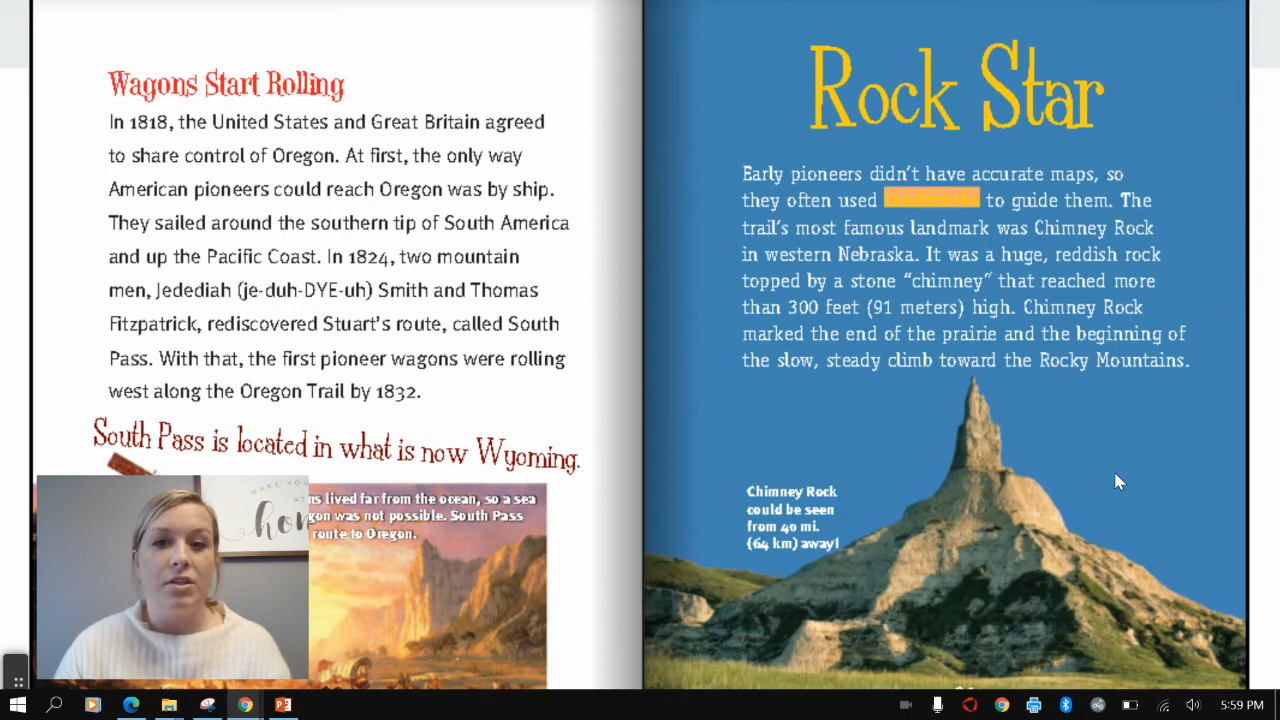 Wagons Start Rolling
In 1818, the United States and Great Britain agreed
to share control of Oregon. At first, the only way
American pioneers could reach Oregon was by ship.
They sailed around the southern tip of South America
and up the Pacific Coast. In 1824, two mountain
men, Jedediah (je-duh-DYE-uh) Smith and Thomas
Fitzpatrick, rediscovered Stuart's route, called South
Pass. With that, the first pioneer wagons were rolling
west along the Oregon Trail by 1832.
South Pass is located in what is now Wyoming.
ns lived far from the ocean, so a sea
gon was not possible. South Pass
route to Oregon.
MAKE YOU
AT
hom
Rock Star
Early pioneers didn't have accurate maps, so
they often used to guide them. The
trail's most famous landmark was Chimney Rock
in western Nebraska. It was a huge, reddish rock
topped by a stone "chimney" that reached more
than 300 feet (91 meters) high. Chimney Rock
marked the end of the prairie and the beginning of
the slow, steady climb toward the Rocky Mountains.
Chimney Rock
could be seen
from 40 mi.
(64 km) away!
5:59 PM